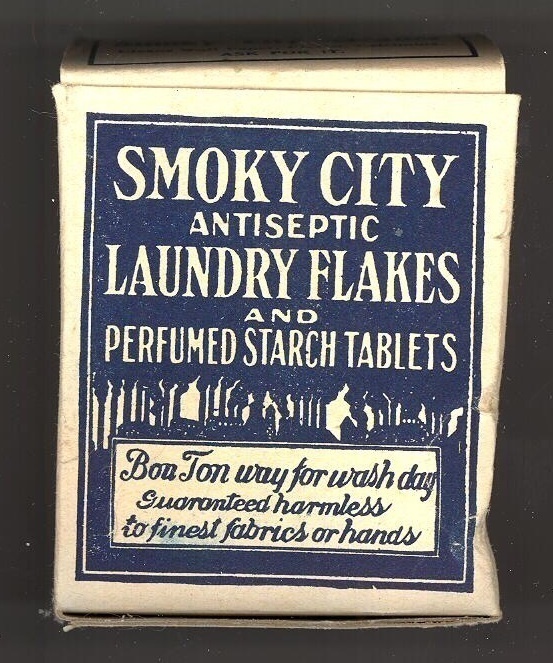 ASK FOR IT.
SMOKY CITY
ANTISEPTIC
LAUNDRY FLAKES
AND
PERFUMED STARCH TABLETS
Bon Ton way for wash day
Guaranteed harmless
to finest fabrics or hands